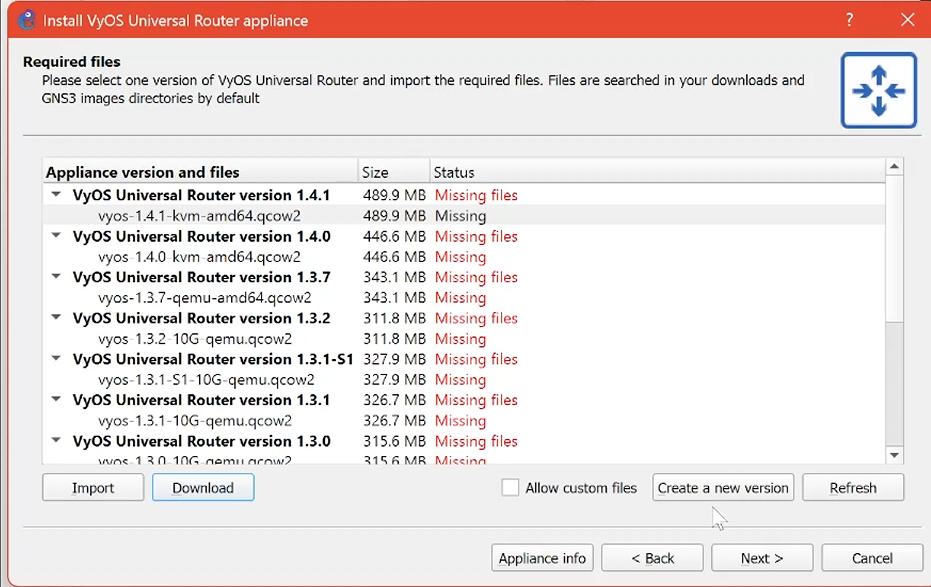 Install VyOS Universal Router appliance
?
Required files
Please select one version of VyOS Universal Router and import the required files. Files are searched in your downloads and
GNS3 images directories by default
Appliance version and files Size Status
VyOS Universal Router version 1.4.1 489.9 MB Missing files
vyos-1.4.1-kvm-amd64.qcow2 489.9 MB Missing
VyOS Universal Router version 1.4.0 446.6 MB Missing files
vyos-1.4.0-kvm-amd64.qcow2 446.6 MB Missing
VyOS Universal Router version 1.3.7 343.1 MB Missing files
vyos-1.3.7-qemu-amd64.qcow2 343.1 MB Missing
VyOS Universal Router version 1.3.2 311.8 MB Missing files
vyos-1.3.2-10G-qemu.qcow2 311.8 MB Missing
VyOS Universal Router version 1.3.1-S1 327.9 MB Missing files
vyos-1.3.1-S1-10G-qemu.qcow2 327.9 MB Missing
VyOS Universal Router version 1.3.1 326.7 MB Missing files
vyos-1.3.1-10G-qemu.qcow2 326.7 MB Missing
VyOS Universal Router version 1.3.0 315.6 MB Missing files
vyos-1.3.0-10G-qemu.qcow2 315.6 MB Missing
Import Download Allow custom files Create a new version Refresh
Appliance info < Back Next > Cancel